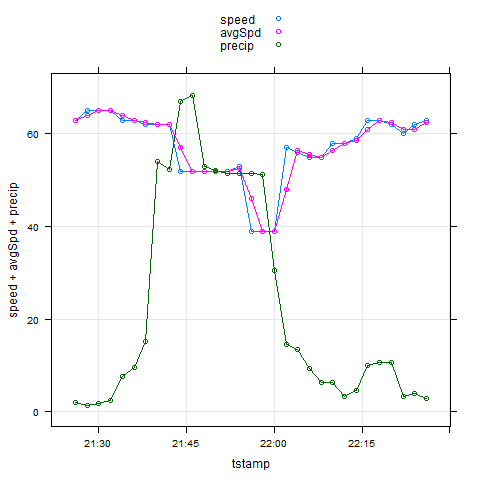 speed
avgSpd
precip
speed + avgSpd + precip
60
40
20
0
21:30 21:45 22:00 22:15
tstamp